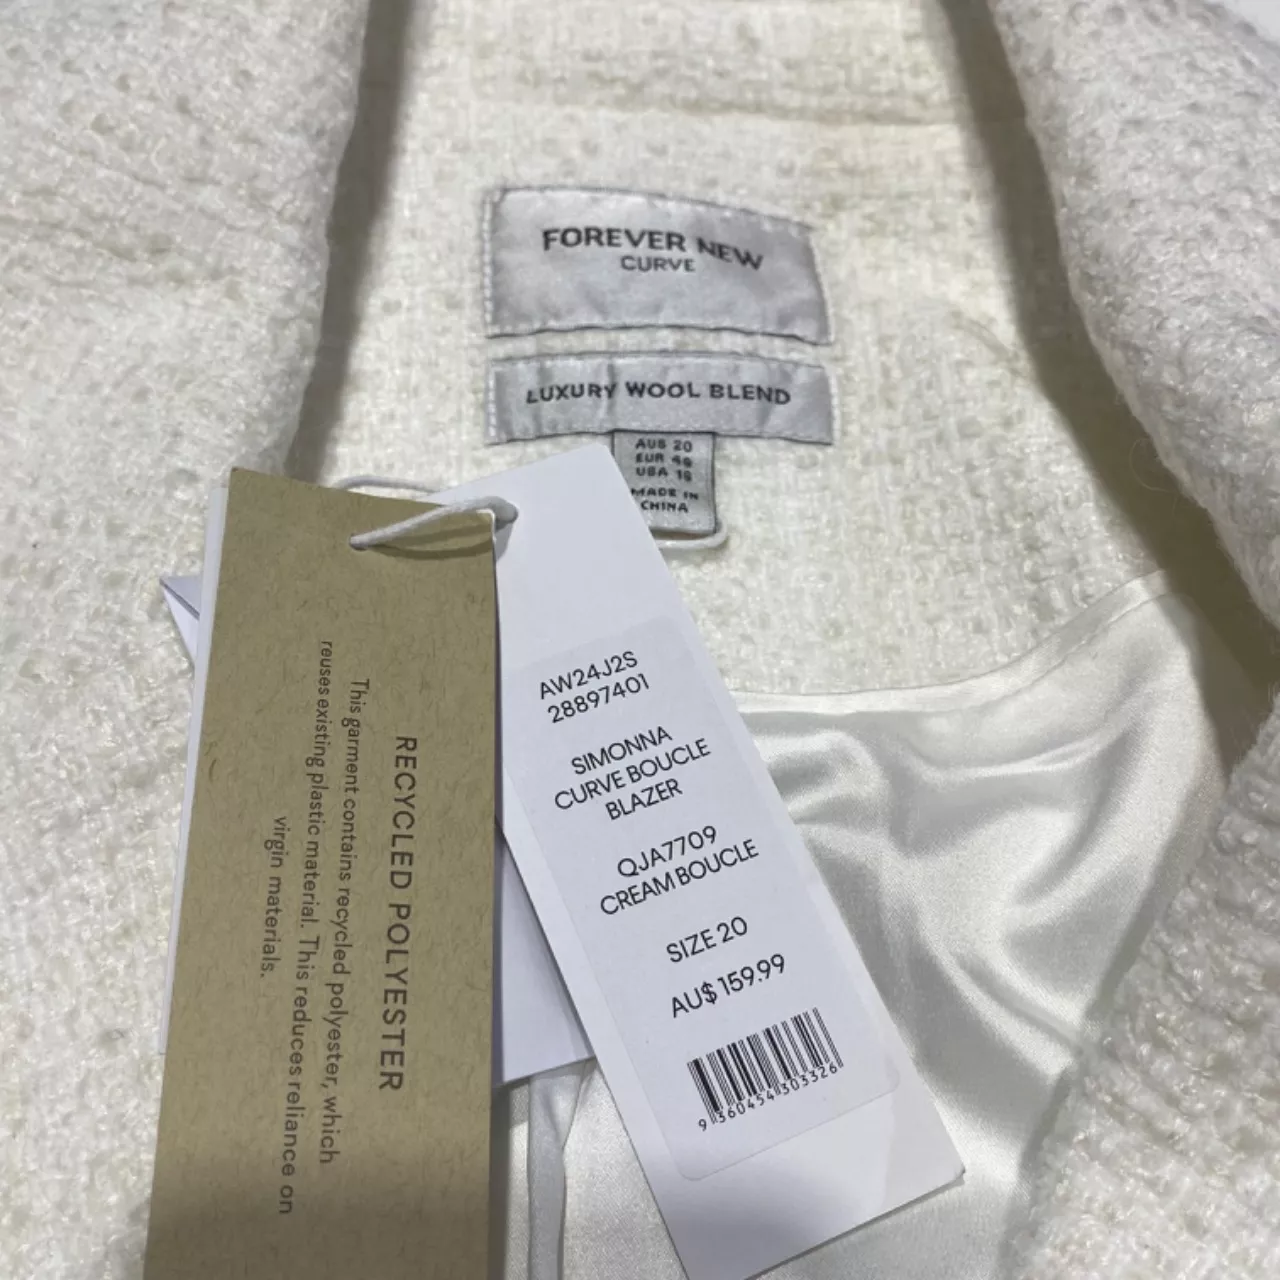 FOREVER NEW
CURVE
LUXURY WOOL BLEND
AUS 20
EUR 46
USA 16
MADE IN
CHINA
AW24J2S
28897401
SIMONNA
CURVE BOUCLE
BLAZER
QJA7709
CREAM BOUCLE
SIZE 20
AU$ 159.99
9 360454 303326
RECYCLED POLYESTER
This garment contains recycled polyester, which
reuses existing plastic material. This reduces reliance on
virgin materials.